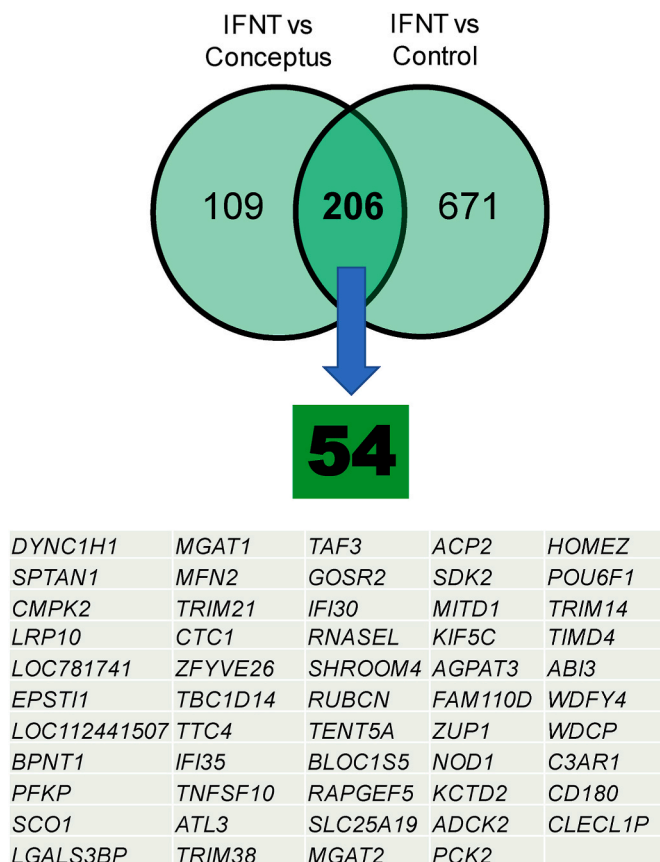 IFNT vs IFNT vs
Conceptus Control
109 206 671
54
DYNC1H1 MGAT1 TAF3 ACP2 HOMEZ
SPTAN1 MFN2 GOSR2 SDK2 POU6F1
CMPK2 TRIM21 IFI30 MITD1 TRIM14
LRP10 CTC1 RNASEL KIF5C TIMD4
LOC781741 ZFYVE26 SHROOM4 AGPAT3 ABI3
EPSTI1 TBC1D14 RUBCN FAM110D WDFY4
LOC112441507 TTC4 TENT5A ZUP1 WDCP
BPNT1 IFI35 BLOC1S5 NOD1 C3AR1
PFKP TNFSF10 RAPGEF5 KCTD2 CD180
SCO1 ATL3 SLC25A19 ADCK2 CLECL1P
LGALS3BP TRIM38 MGAT2 PCK2